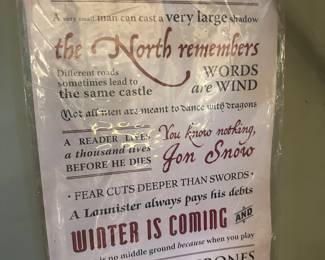 A very small man can cast a very large shadow
the North remembers
Different roads
sometimes lead to
the same castle
WORDS
are WIND
Not all men are meant to dance with dragons
A READER LIVES
a thousand lives
BEFORE HE DIES
You know nothing,
Jon Snow
• FEAR CUTS DEEPER THAN SWORDS •
A Lannister always pays his debts
WINTER IS COMING AND
is no middle ground because when you play